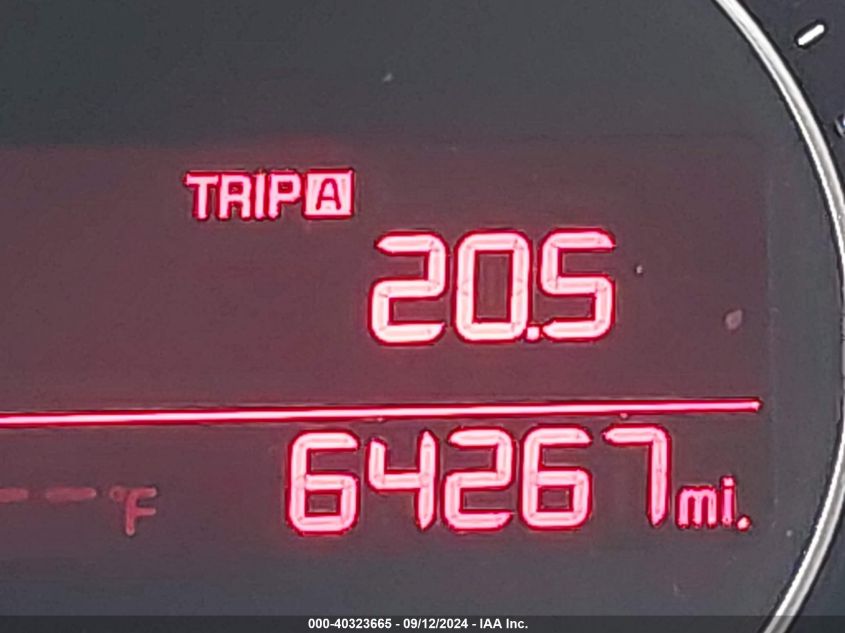 TRIP A
20.5
64267 mi.
-- °F
000-40323665 - 09/12/2024 - IAA Inc.